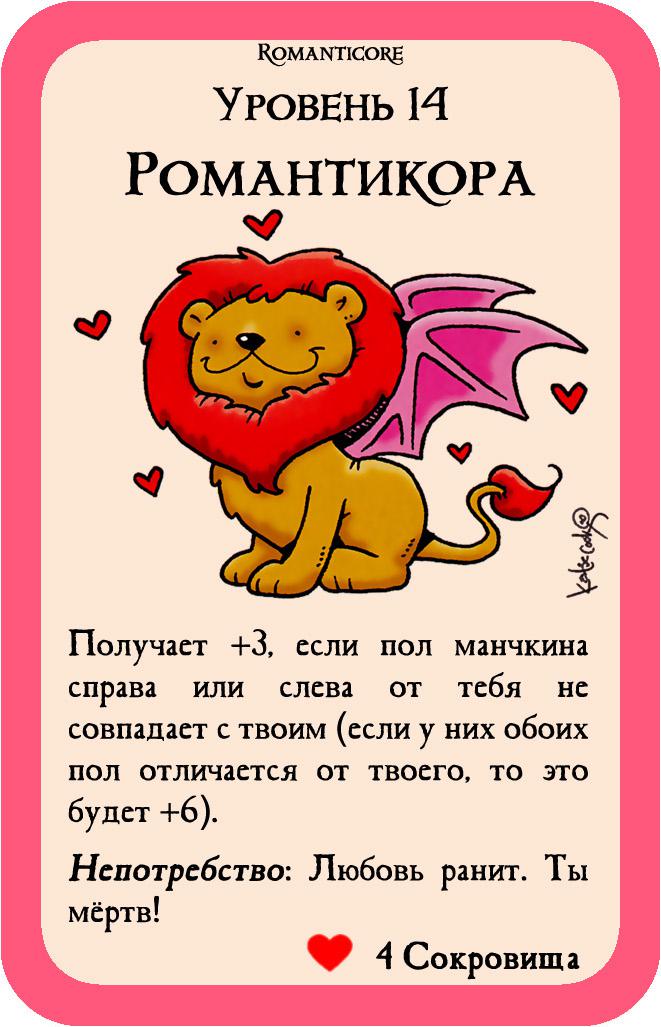 Romanticore
Уровень 14
Романтикора
Получает +3, если пол манчкина
справа или слева от тебя не
совпадает с твоим (если у них обоих
пол отличается от твоего, то это
будет +6).
Непотребство: Любовь ранит. Ты
мёртв!
4 Сокровища